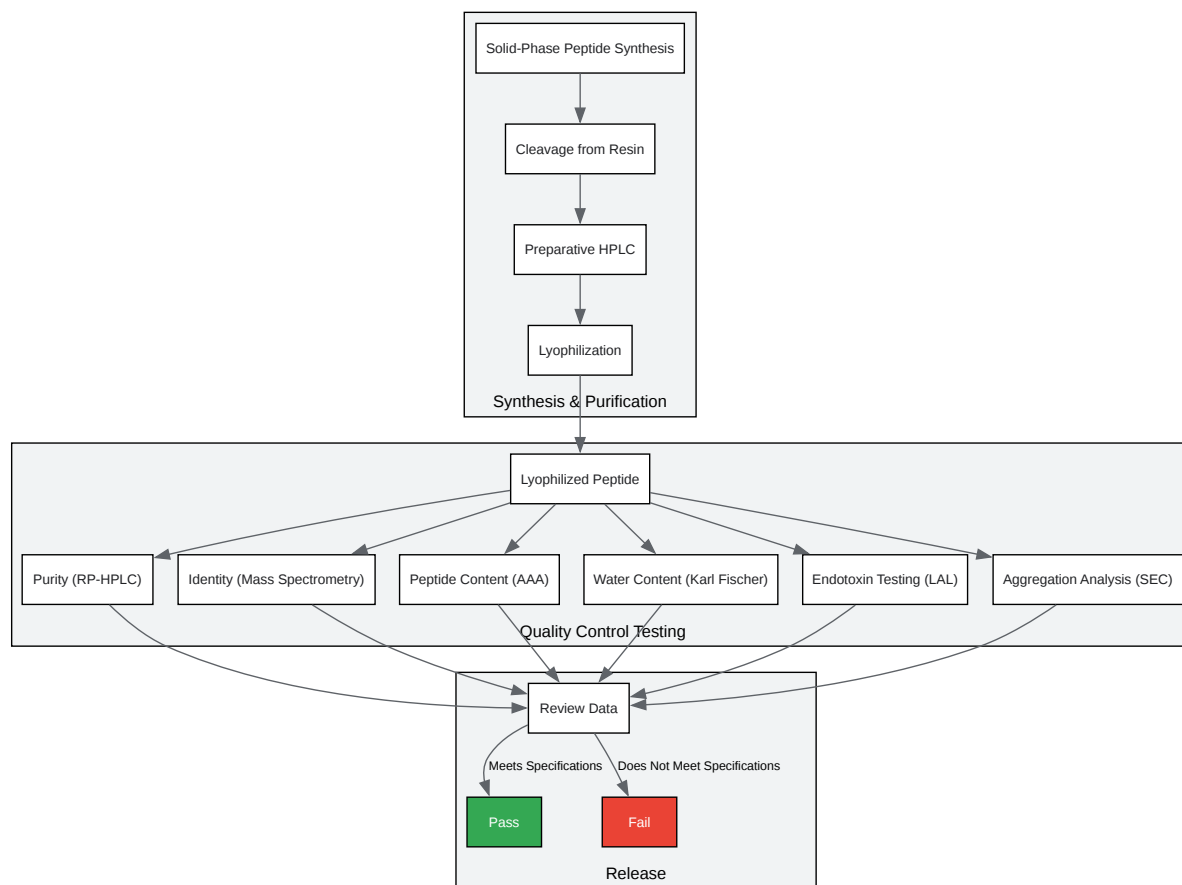 Solid-Phase Peptide Synthesis
Cleavage from Resin
Preparative HPLC
Lyophilization
Synthesis & Purification
Lyophilized Peptide
Purity (RP-HPLC)
Identity (Mass Spectrometry)
Peptide Content (AAA)
Water Content (Karl Fischer)
Endotoxin Testing (LAL)
Aggregation Analysis (SEC)
Quality Control Testing
Review Data
Meets Specifications
Does Not Meet Specifications
Pass
Fail
Release